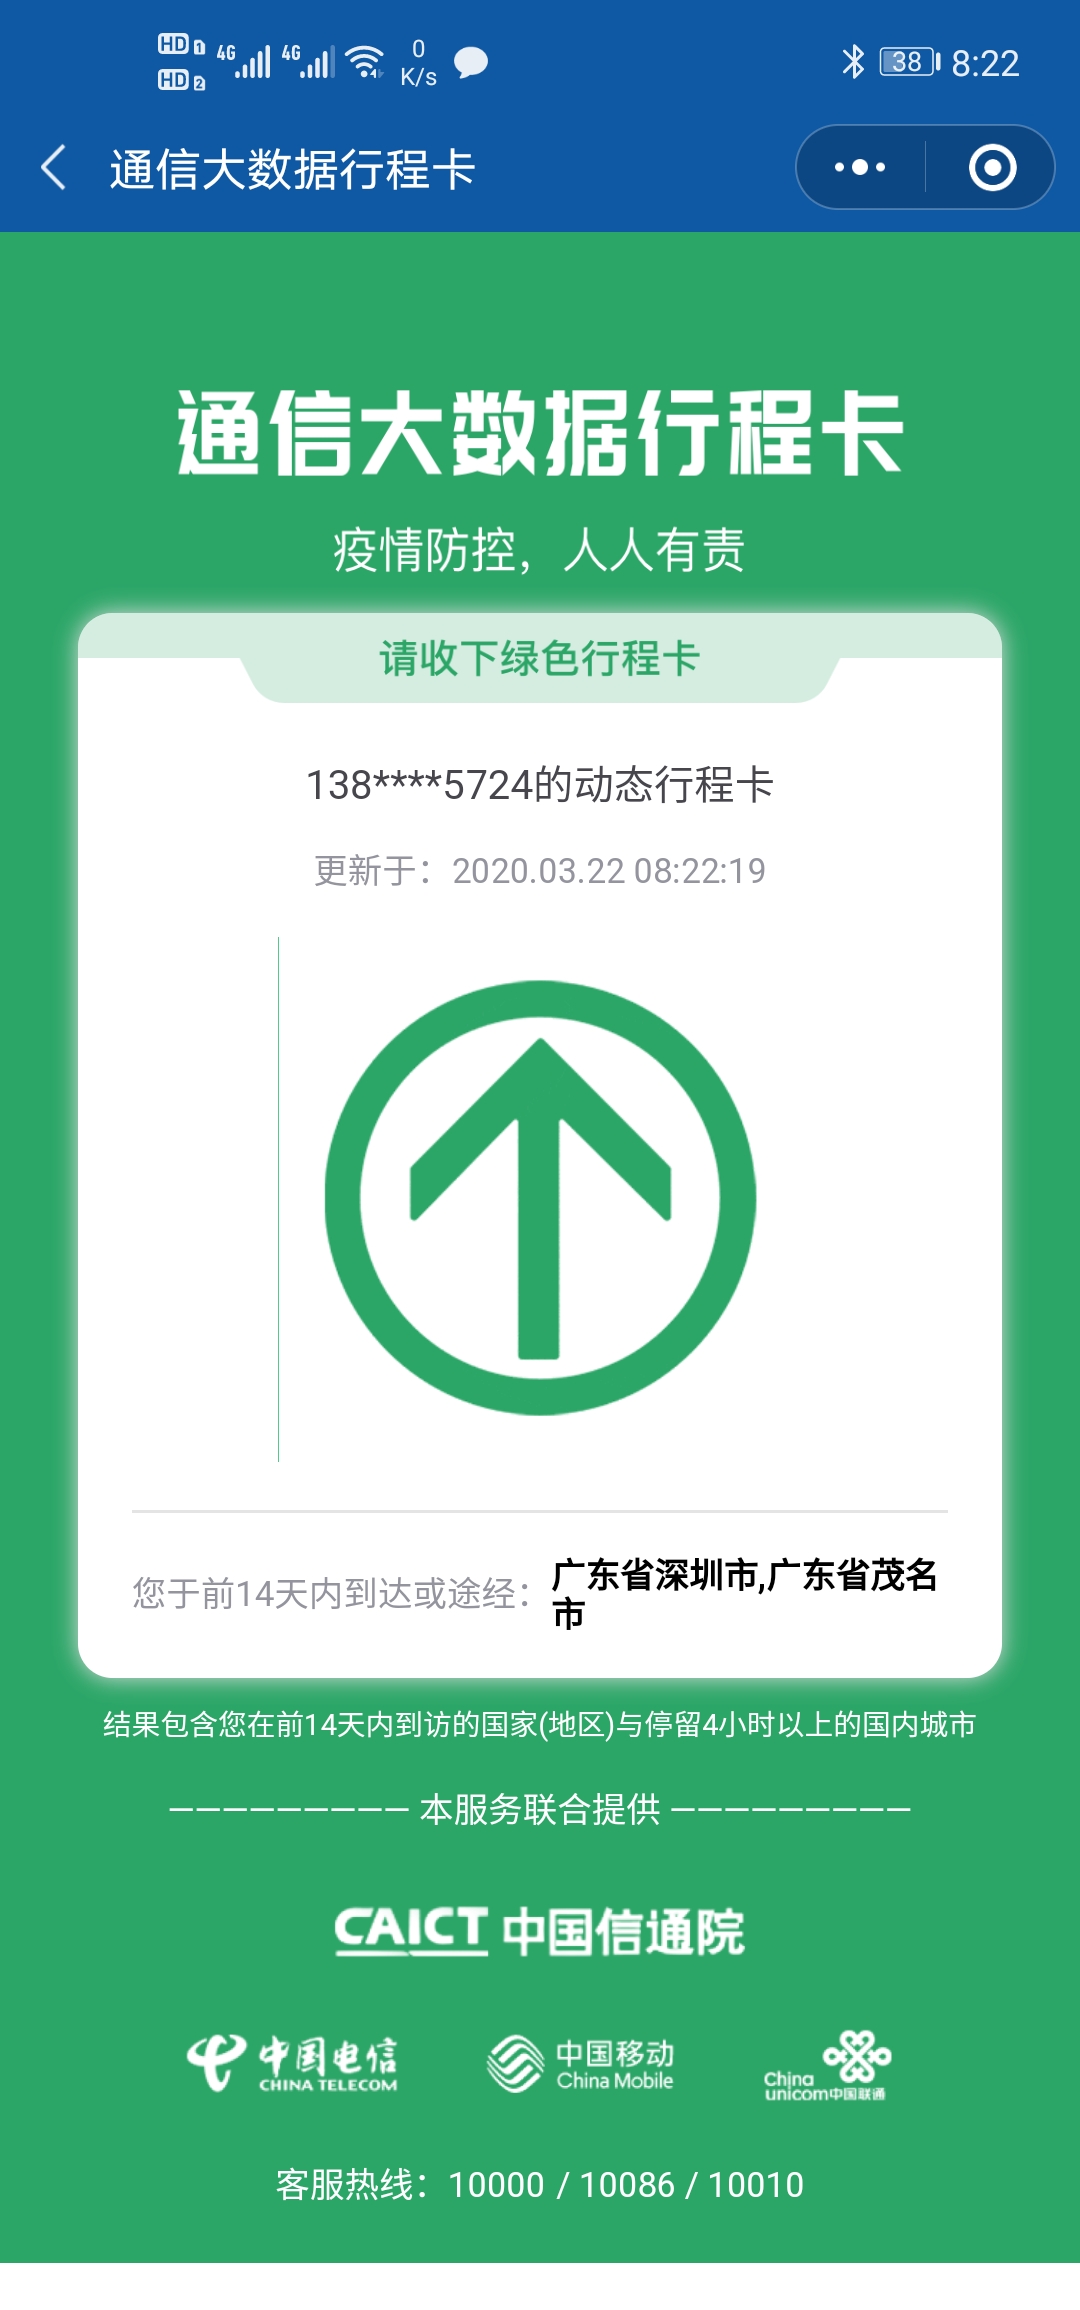 HD 1 4G 4G 0 38 8:22
HD 2 K/s
通信大数据行程卡
通信大数据行程卡
疫情防控，人人有责
请收下绿色行程卡
138****5724的动态行程卡
更新于：2020.03.22 08:22:19
您于前14天内到达或途经：
广东省深圳市,广东省茂名
市
结果包含您在前14天内到访的国家(地区)与停留4小时以上的国内城市
————————— 本服务联合提供 —————————
CAICT 中国信通院
中国电信
CHINA TELECOM
中国移动
China Mobile
China
unicom中国联通
客服热线：10000 / 10086 / 10010